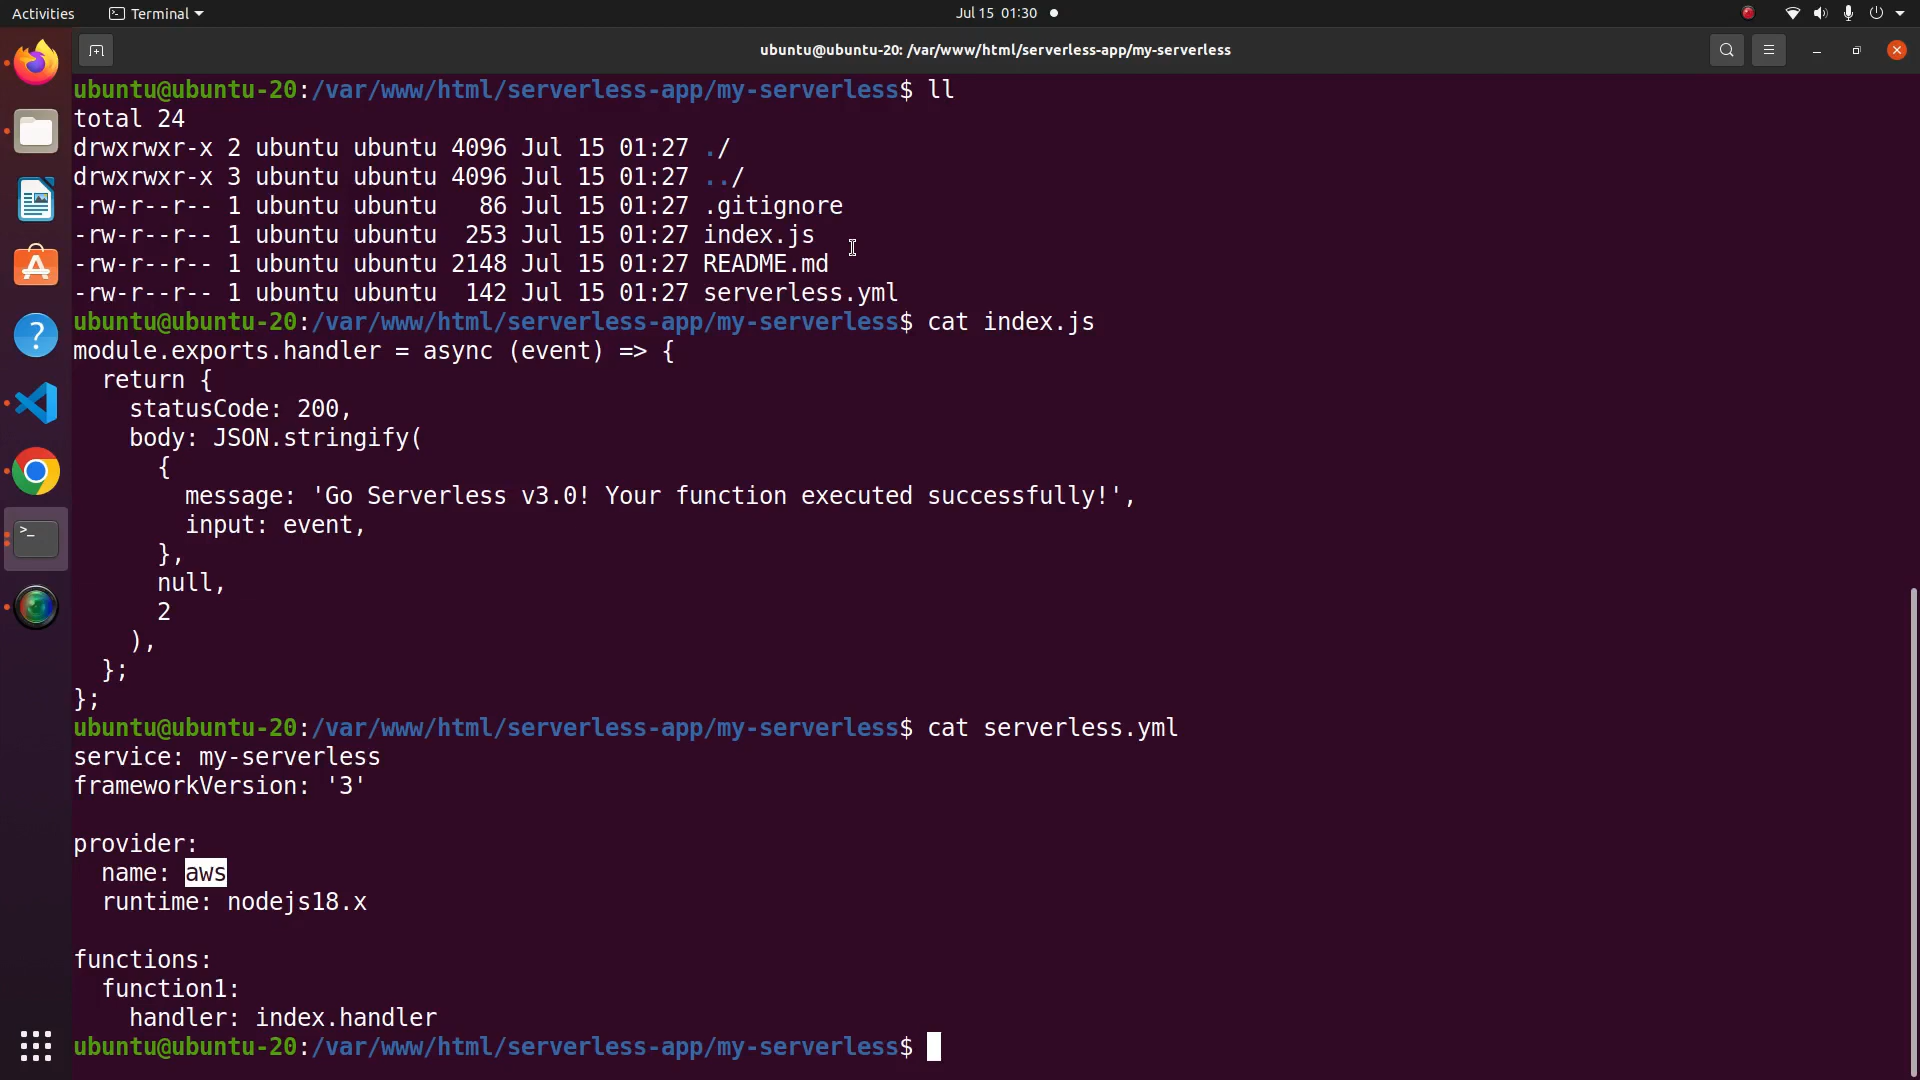 Activities
Terminal
Jul 15 01:30
ubuntu@ubuntu-20: /var/www/html/serverless-app/my-serverless
ubuntu@ubuntu-20:/var/www/html/serverless-app/my-serverless$ ll
total 24
drwxrwxr-x 2 ubuntu ubuntu 4096 Jul 15 01:27 ./
drwxrwxr-x 3 ubuntu ubuntu 4096 Jul 15 01:27 ../
-rw-r--r-- 1 ubuntu ubuntu   86 Jul 15 01:27 .gitignore
-rw-r--r-- 1 ubuntu ubuntu  253 Jul 15 01:27 index.js
-rw-r--r-- 1 ubuntu ubuntu 2148 Jul 15 01:27 README.md
-rw-r--r-- 1 ubuntu ubuntu  142 Jul 15 01:27 serverless.yml
ubuntu@ubuntu-20:/var/www/html/serverless-app/my-serverless$ cat index.js
module.exports.handler = async (event) => {
  return {
    statusCode: 200,
    body: JSON.stringify(
      {
        message: 'Go Serverless v3.0! Your function executed successfully!',
        input: event,
      },
      null,
      2
    ),
  };
};
ubuntu@ubuntu-20:/var/www/html/serverless-app/my-serverless$ cat serverless.yml
service: my-serverless
frameworkVersion: '3'

provider:
  name: aws
  runtime: nodejs18.x

functions:
  function1:
    handler: index.handler
ubuntu@ubuntu-20:/var/www/html/serverless-app/my-serverless$